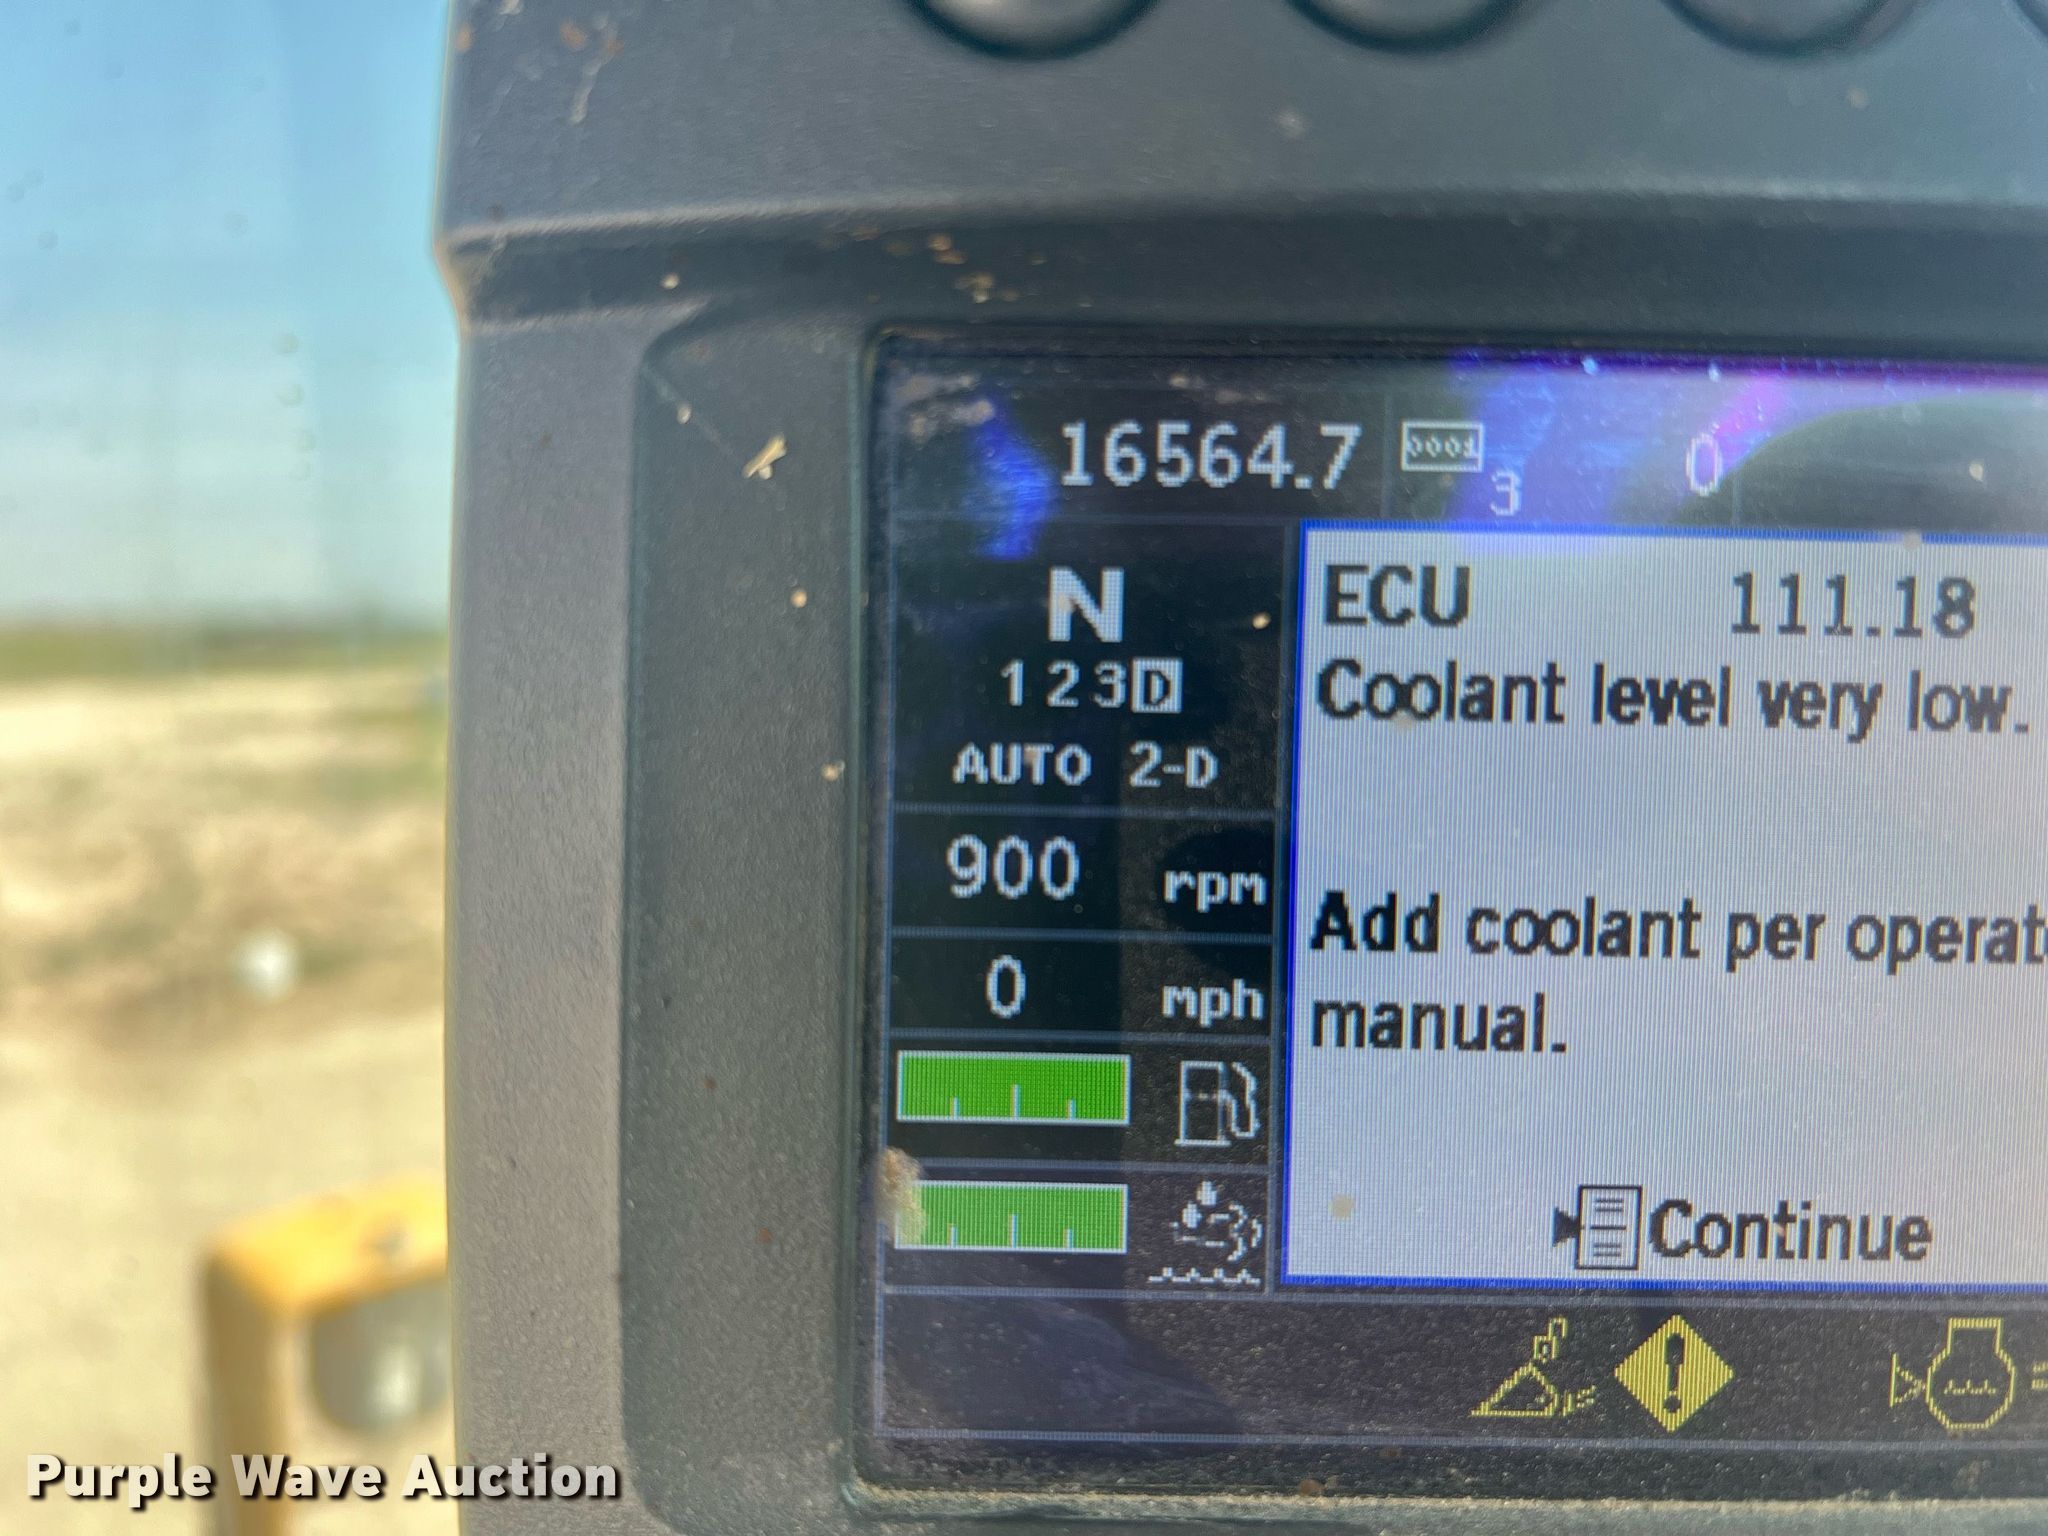 16564.7 0001 3 0
N
1 2 3 D
AUTO 2-D
900 rpm
0 mph
ECU 111.18
Coolant level very low.
Add coolant per
manual.
Continue
Purple Wave Auction